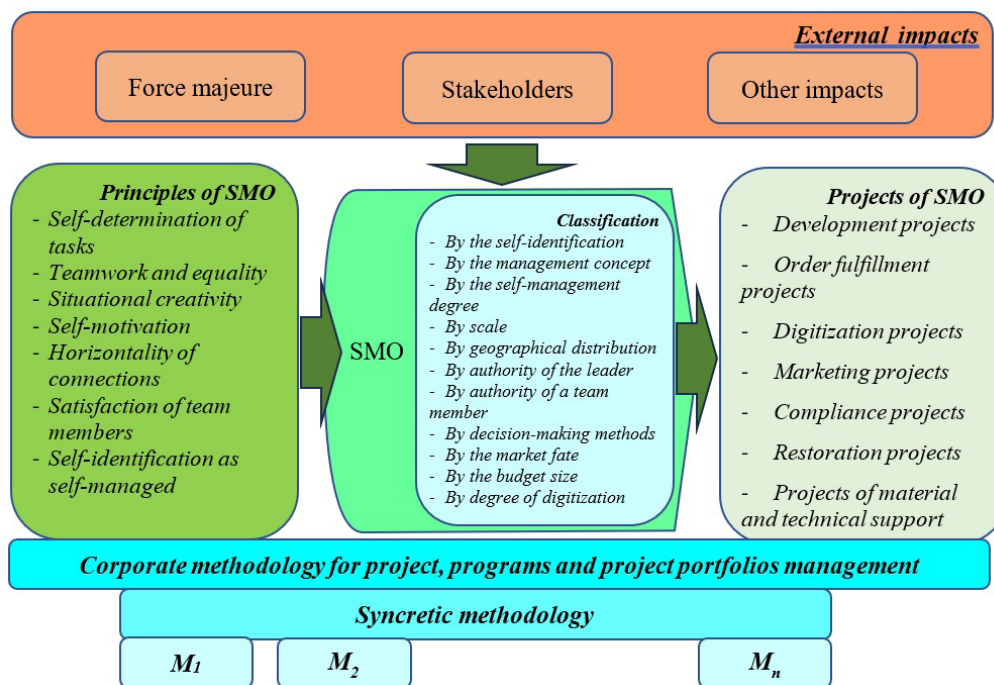 External impacts
Force majeure
Stakeholders
Other impacts
Principles of SMO
- Self-determination of
tasks
- Teamwork and equality
- Situational creativity
- Self-motivation
- Horizontality of
connections
- Satisfaction of team
members
- Self-identification as
self-managed
SMO
Classification
- By the self-identification
- By the management concept
- By the self-management
degree
- By scale
- By geographical distribution
- By authority of the leader
- By authority of a team
member
- By decision-making methods
- By the market fate
- By the budget size
- By degree of digitization
Projects of SMO
- Development projects
- Order fulfillment
projects
- Digitization projects
- Marketing projects
- Compliance projects
- Restoration projects
- Projects of material
and technical support
Corporate methodology for project, programs and project portfolios management
Syncretic methodology
M1
M2
Mn